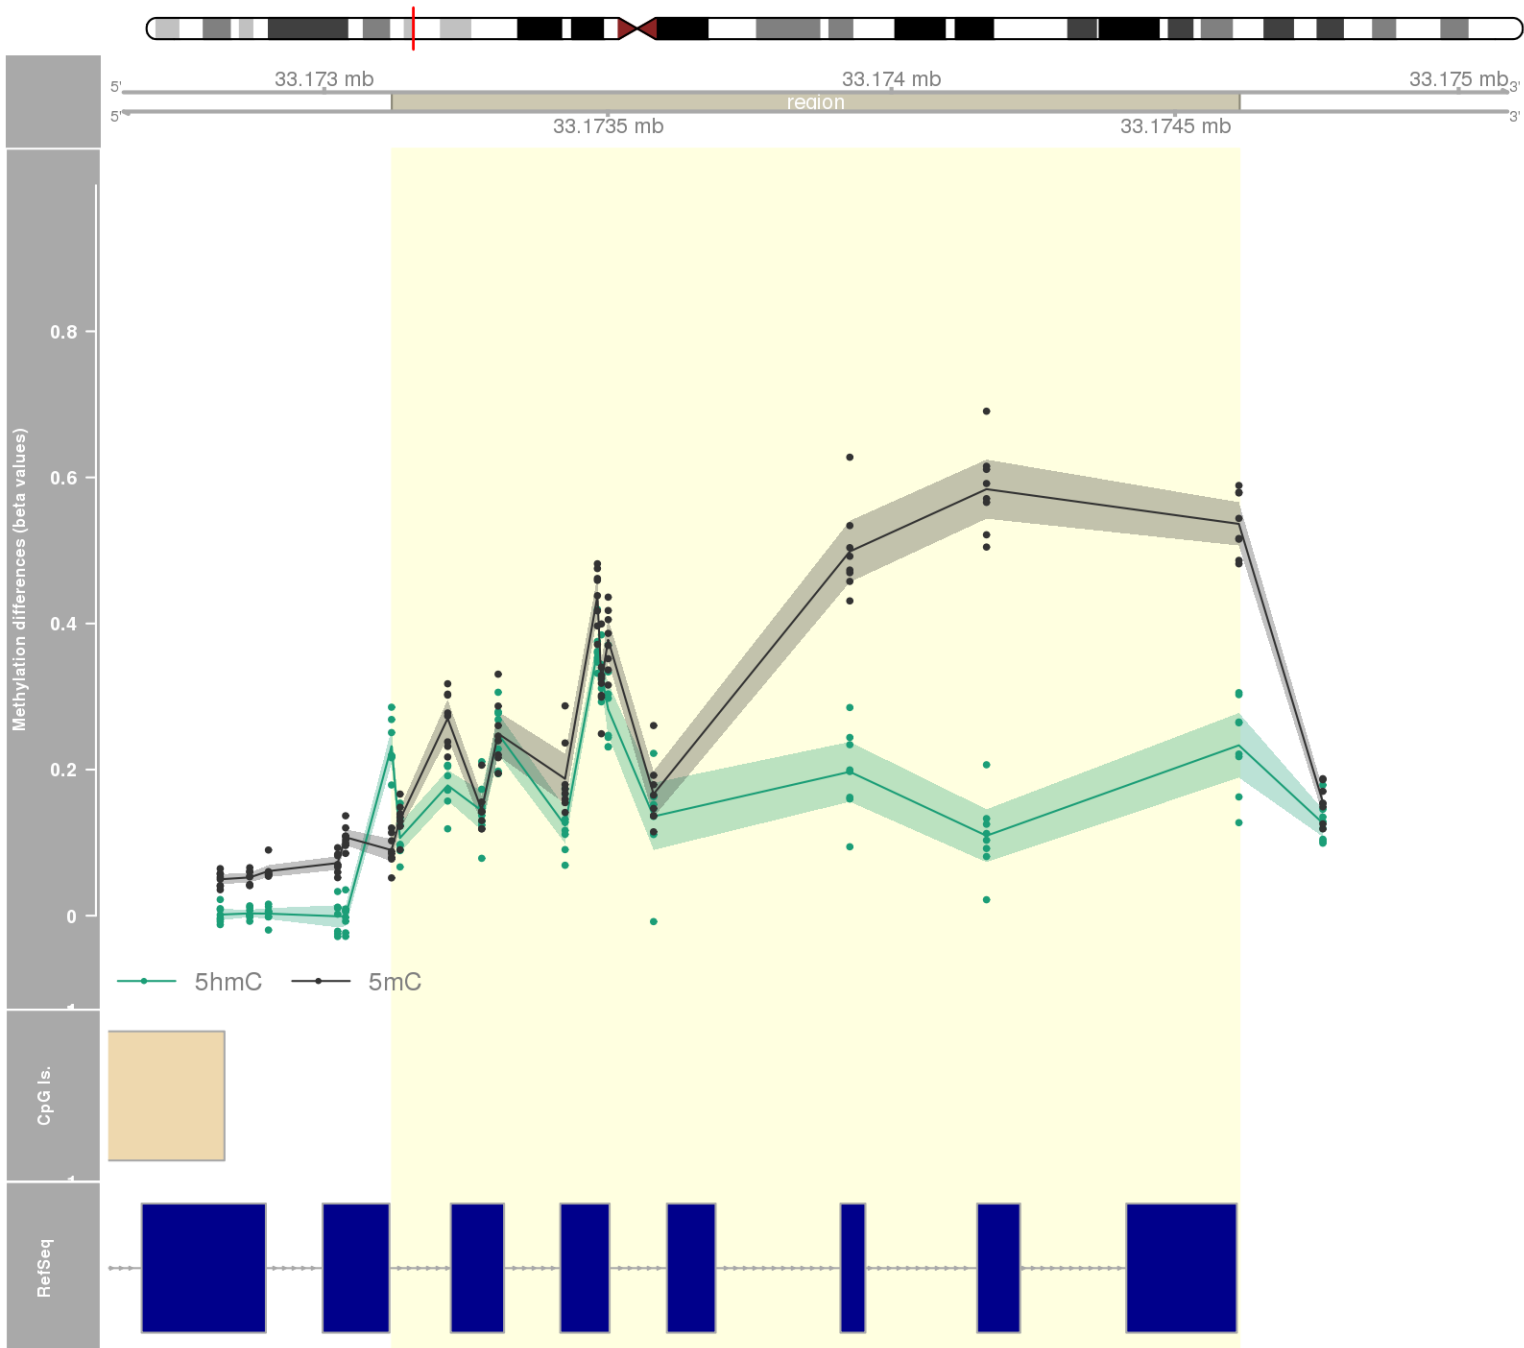 33.173 mb
33.174 mb
33.175 mb
5'
3'
region
5'
3'
33.1735 mb
33.1745 mb
Methylation differences (beta values)
0.8
0.6
0.4
0.2
0
5hmC
5mC
CpG Is.
RefSeq